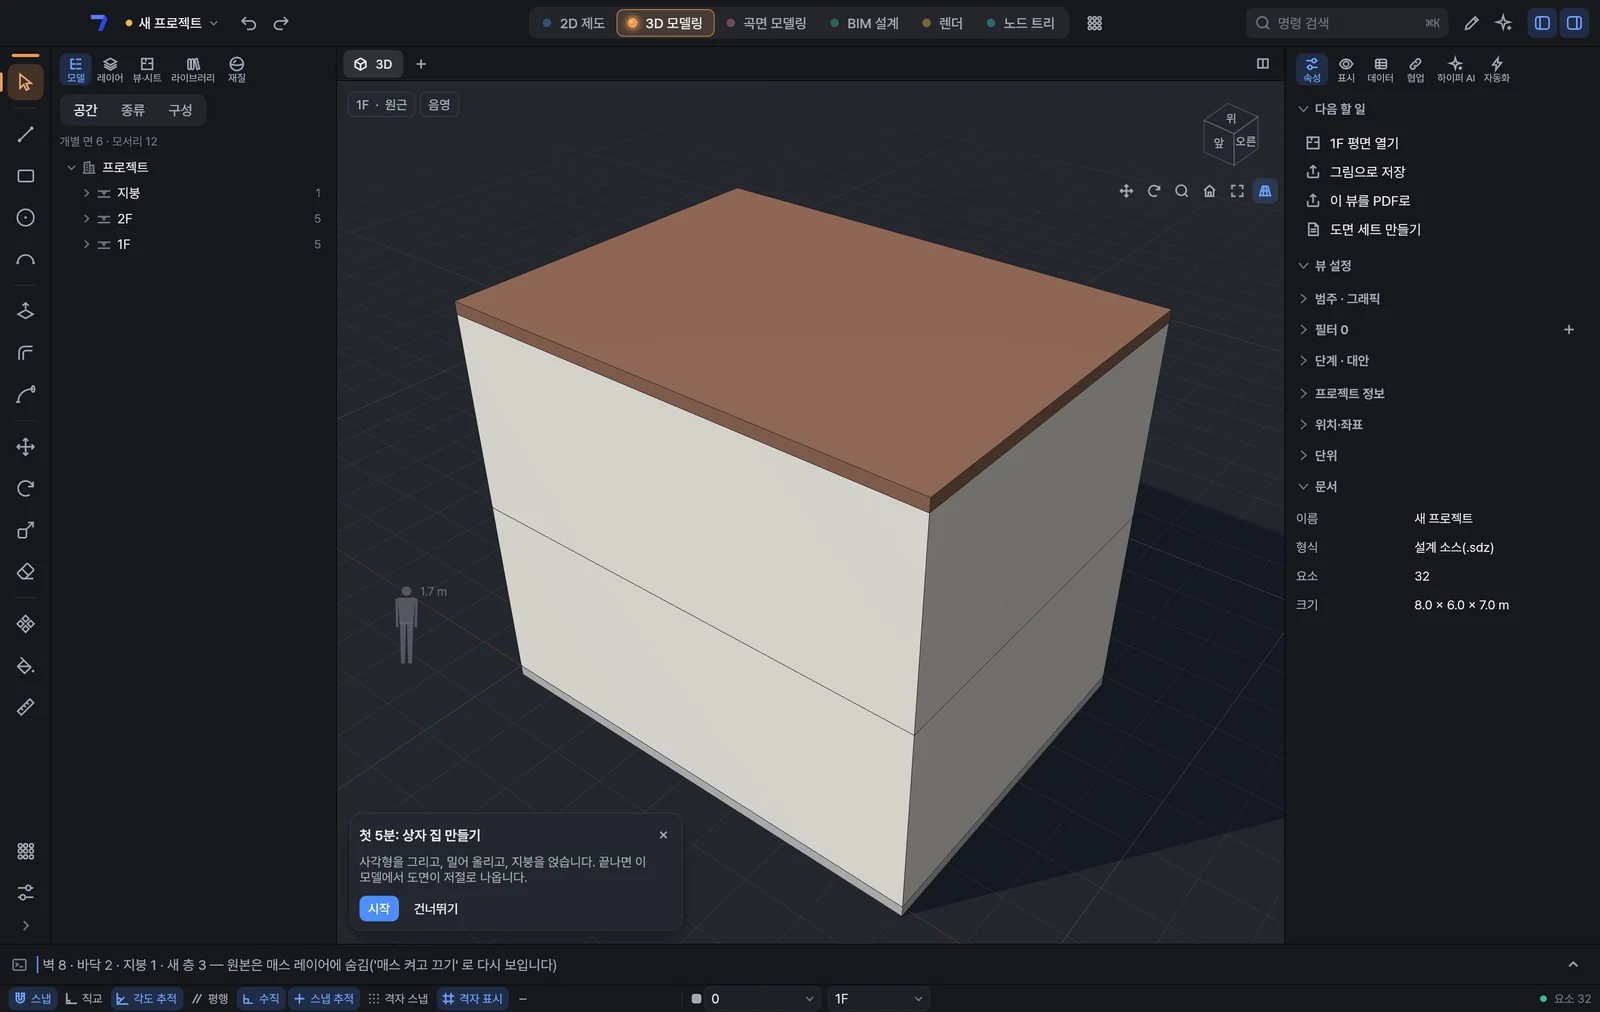 새 프로젝트
2D 제도
3D 모델링
곡면 모델링
BIM 설계
렌더
노드 트리
명령 검색
⌘K
모델
레이어
뷰·시트
라이브러리
재질
3D
속성
표시
데이터
협업
하이퍼 AI
자동화
공간
종류
구성
개별 면 6 · 모서리 12
프로젝트
지붕 1
2F 5
1F 5
1F · 원근
음영
위
앞
오른
1.7 m
첫 5분: 상자 집 만들기
사각형을 그리고, 밀어 올리고, 지붕을 얹습니다. 끝나면 이
모델에서 도면이 저절로 나옵니다.
시작
건너뛰기
다음 할 일
1F 평면 열기
그림으로 저장
이 뷰를 PDF로
도면 세트 만들기
뷰 설정
범주 · 그래픽
필터 0
단계 · 대안
프로젝트 정보
위치·좌표
단위
문서
이름 새 프로젝트
형식 설계 소스(.sdz)
요소 32
크기 8.0 × 6.0 × 7.0 m
벽 8 · 바닥 2 · 지붕 1 · 새 층 3 — 원본은 매스 레이어에 숨김('매스 켜고 끄기' 로 다시 보입니다)
스냅
직교
각도 추적
평행
수직
스냅 추적
격자 스냅
격자 표시
0
1F
요소 32